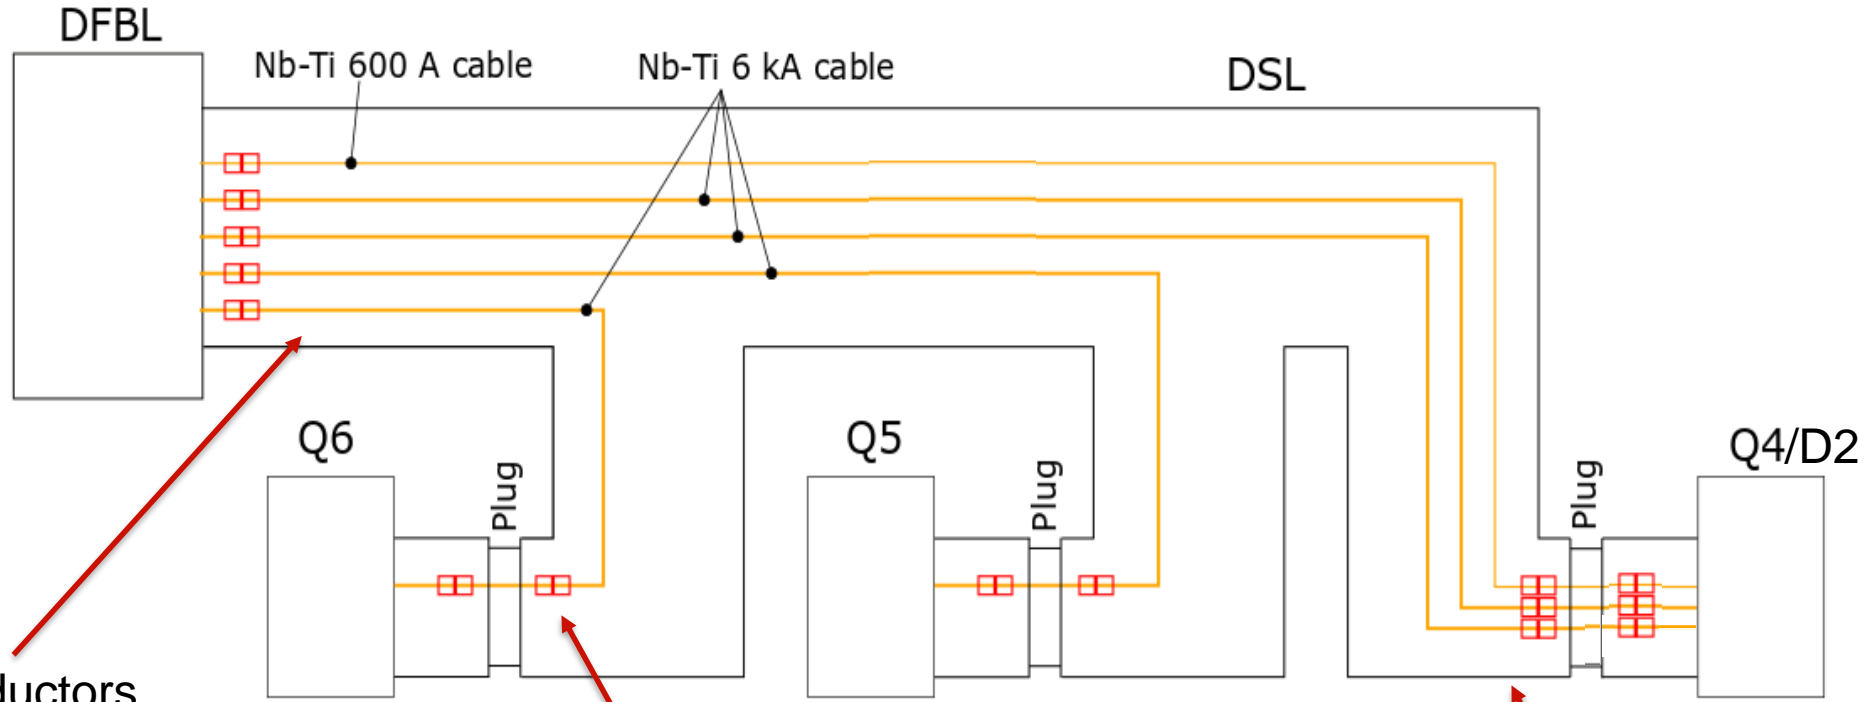 DFBL
Nb-Ti 600 A cable
Nb-Ti 6 kA cable
DSL
Q6
Plug
Q5
Plug
Q4/D2
Plug